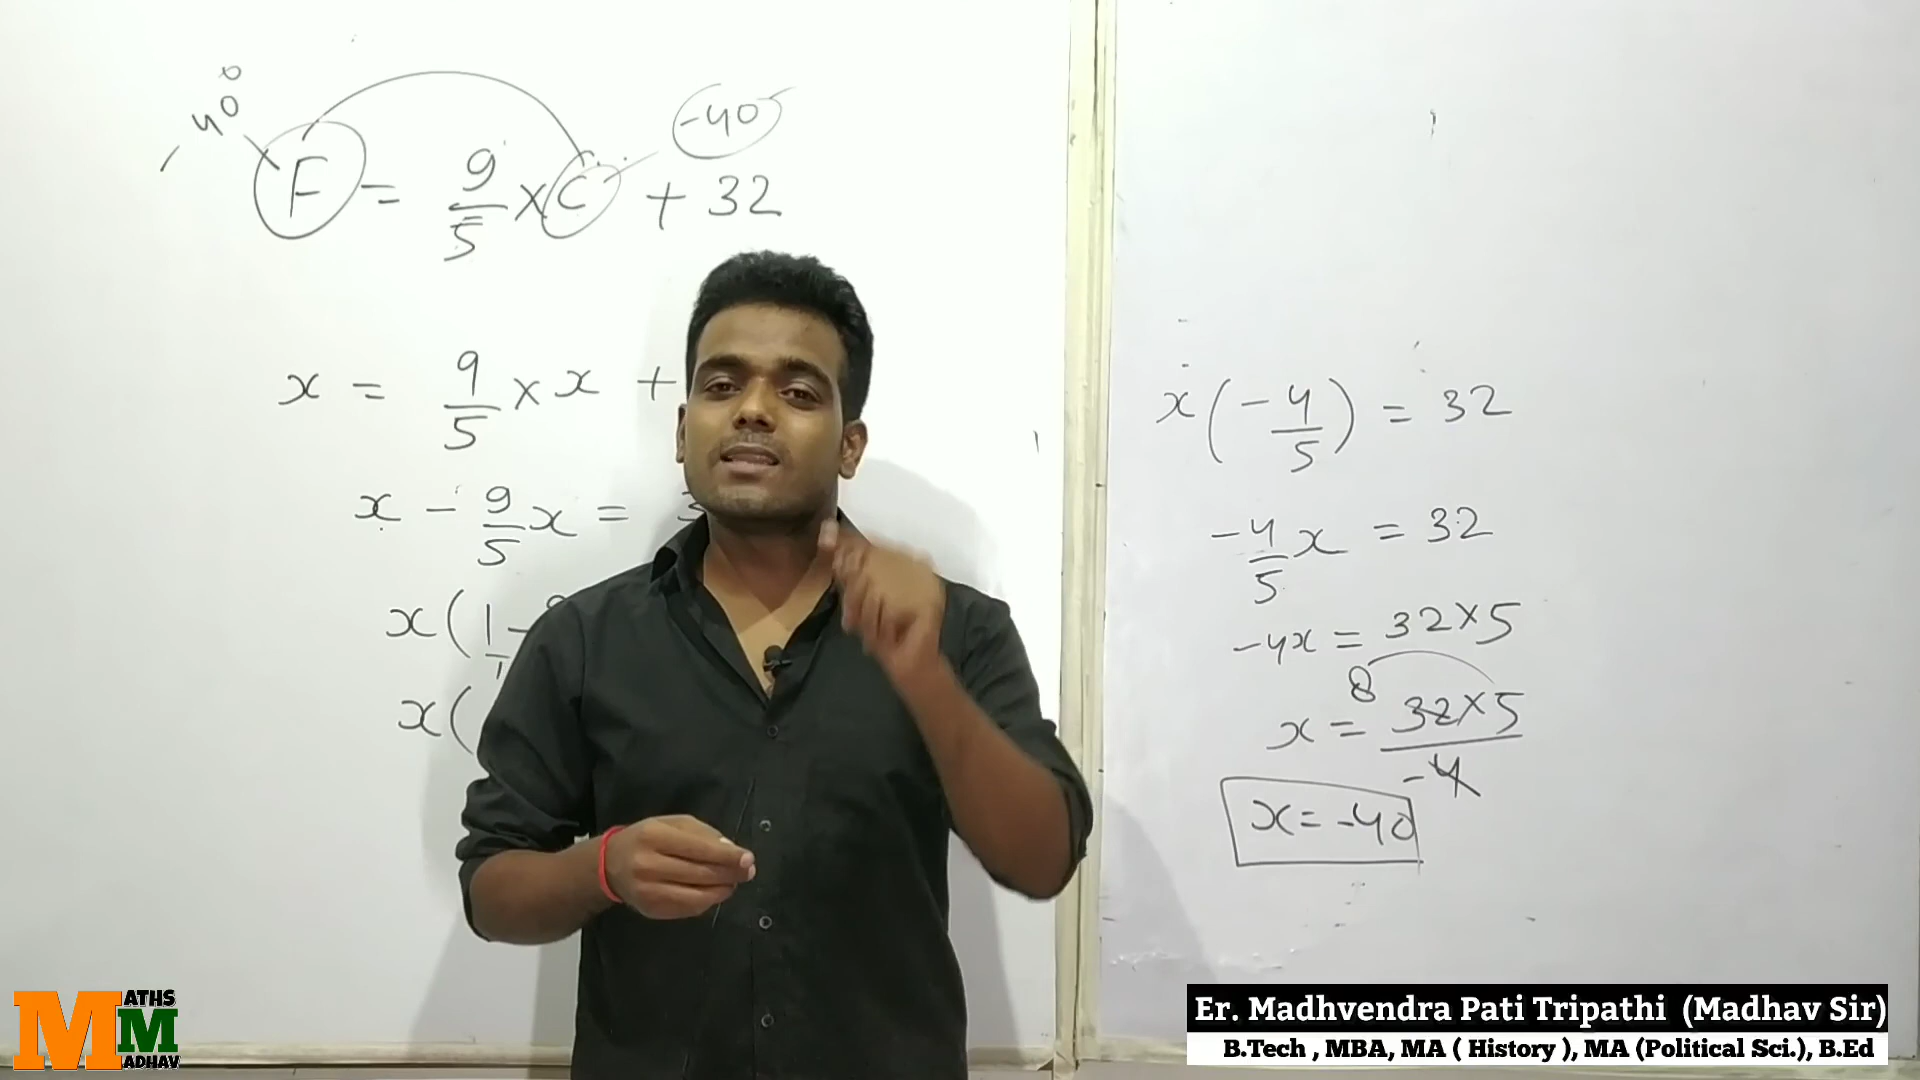 -40°
-40
F = 9/5 × C + 32
x = 9/5 × x +
x - 9/5 x =
x(1/1 -
x(
x(-4/5) = 32
-4/5 x = 32
-4x = 32×5
8
x = 32×5/-4
x = -40
MATHS
MADHAV
Er. Madhvendra Pati Tripathi (Madhav Sir)
B.Tech , MBA, MA ( History ), MA (Political Sci.), B.Ed